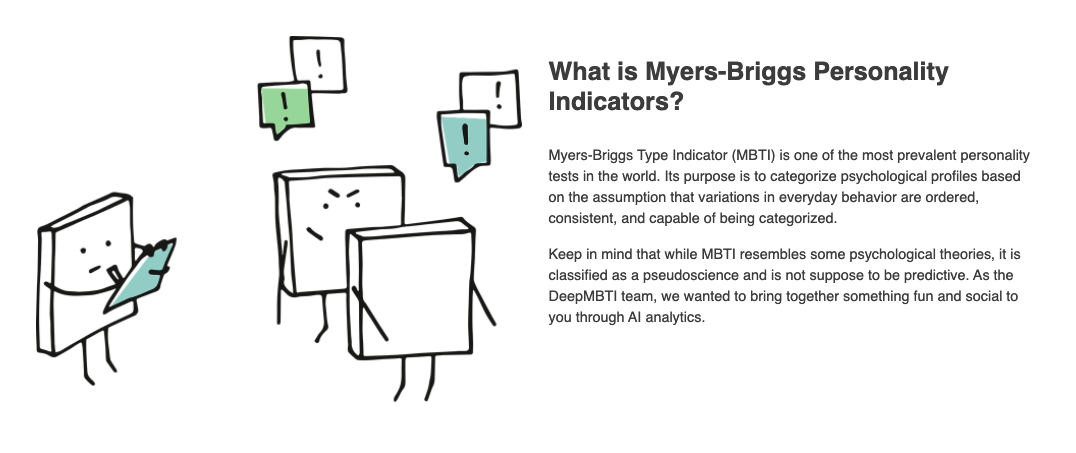 !
!
!
!
What is Myers-Briggs Personality
Indicators?
Myers-Briggs Type Indicator (MBTI) is one of the most prevalent personality
tests in the world. Its purpose is to categorize psychological profiles based
on the assumption that variations in everyday behavior are ordered,
consistent, and capable of being categorized.
Keep in mind that while MBTI resembles some psychological theories, it is
classified as a pseudoscience and is not suppose to be predictive. As the
DeepMBTI team, we wanted to bring together something fun and social to
you through AI analytics.